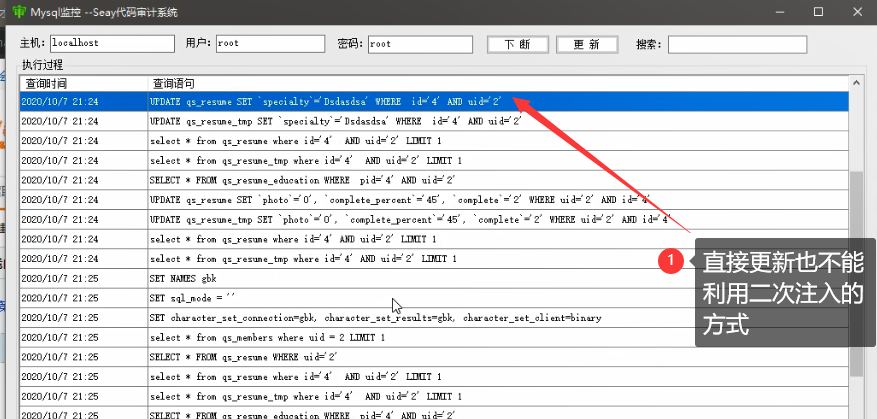 Mysql监控 --Seay代码审计系统
主机: localhost 用户: root 密码: root 下 断 更 新 搜索:
执行过程
查询时间 查询语句
2020/10/7 21:24 UPDATE qs_resume SET `specialty`='Dsdasdsa' WHERE  id='4' AND uid='2'
2020/10/7 21:24 UPDATE qs_resume_tmp SET `specialty`='Dsdasdsa' WHERE  id='4' AND uid='2'
2020/10/7 21:24 select * from qs_resume where id='4'  AND uid='2' LIMIT 1
2020/10/7 21:24 select * from qs_resume_tmp where id='4'  AND uid='2' LIMIT 1
2020/10/7 21:24 SELECT * FROM qs_resume_education WHERE  pid='4' AND uid='2'
2020/10/7 21:24 UPDATE qs_resume SET `photo`='0', `complete_percent`='45', `complete`='2' WHERE uid='2' AND id='4'
2020/10/7 21:24 UPDATE qs_resume_tmp SET `photo`='0', `complete_percent`='45', `complete`='2' WHERE uid='2' AND id='4'
2020/10/7 21:24 select * from qs_resume where id='4' AND uid='2' LIMIT 1
2020/10/7 21:24 select * from qs_resume_tmp where id='4' AND uid='2' LIMIT 1
2020/10/7 21:25 SET NAMES gbk
2020/10/7 21:25 SET sql_mode = ''
2020/10/7 21:25 SET character_set_connection=gbk, character_set_results=gbk, character_set_client=binary
2020/10/7 21:25 select * from qs_members where uid = 2 LIMIT 1
2020/10/7 21:25 SELECT * FROM qs_resume WHERE uid='2'
2020/10/7 21:25 select * from qs_resume where id='4'  AND uid='2' LIMIT 1
2020/10/7 21:25 select * from qs_resume_tmp where id='4'  AND uid='2' LIMIT 1
2020/10/7 21:25 SELECT * FROM qs_resume_education WHERE  pid='4' AND uid='2'
1 直接更新也不能
利用二次注入的
方式